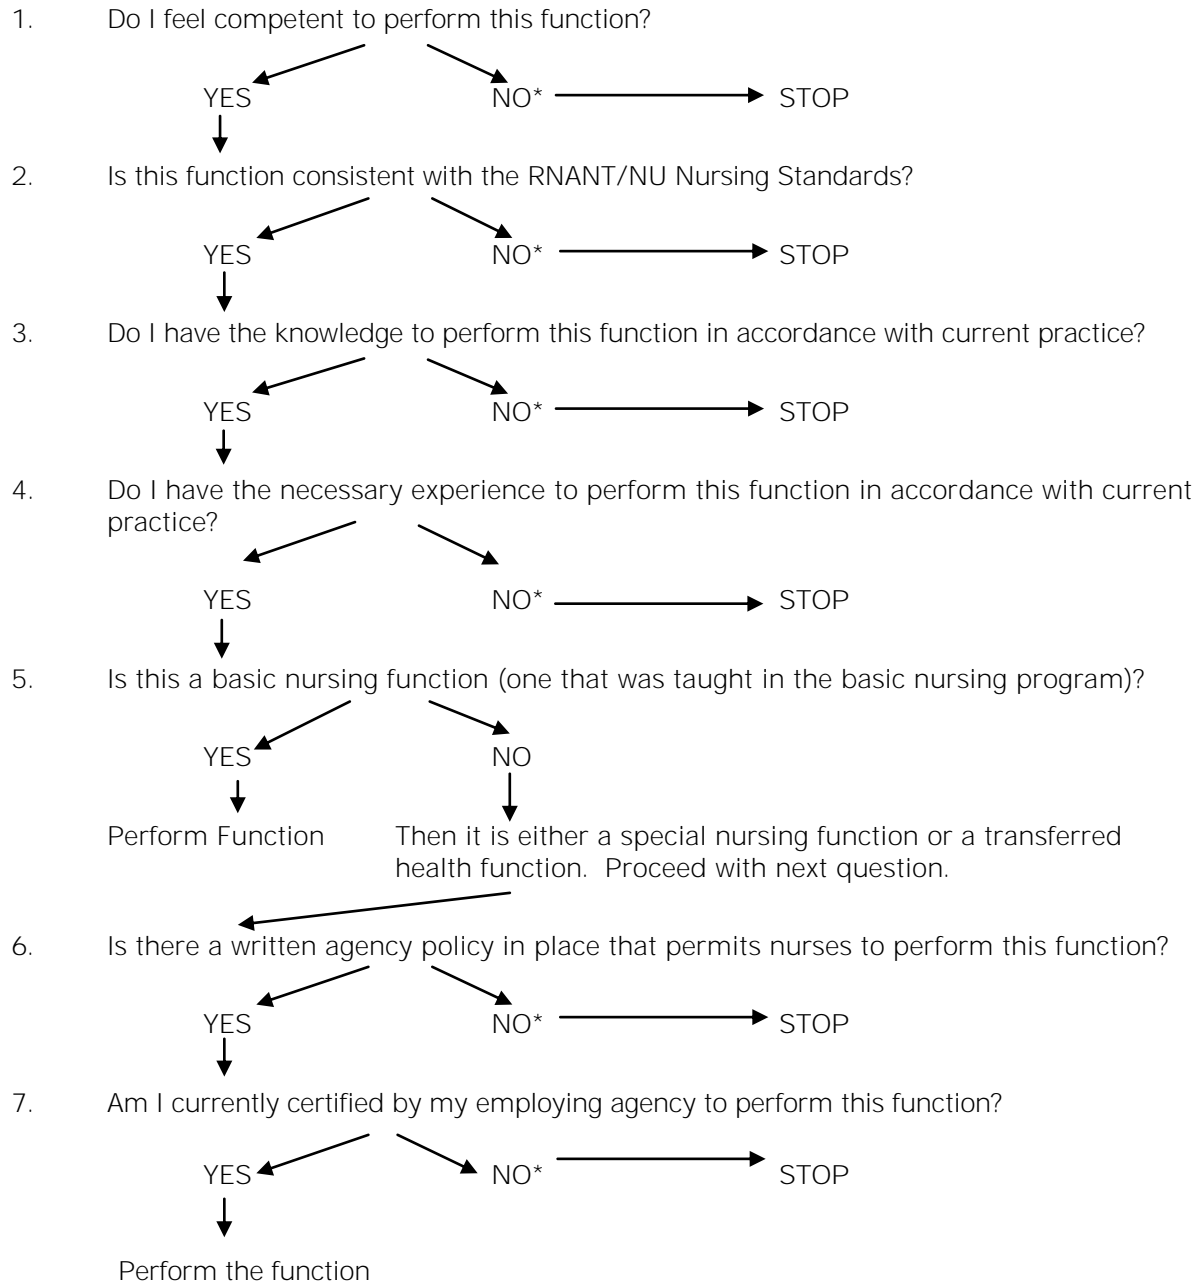 1. Do I feel competent to perform this function?
YES NO* STOP
2. Is this function consistent with the RNANT/NU Nursing Standards?
YES NO* STOP
3. Do I have the knowledge to perform this function in accordance with current practice?
YES NO* STOP
4. Do I have the necessary experience to perform this function in accordance with current
practice?
YES NO* STOP
5. Is this a basic nursing function (one that was taught in the basic nursing program)?
YES NO
Perform Function Then it is either a special nursing function or a transferred
health function. Proceed with next question.
6. Is there a written agency policy in place that permits nurses to perform this function?
YES NO* STOP
7. Am I currently certified by my employing agency to perform this function?
YES NO* STOP
Perform the function